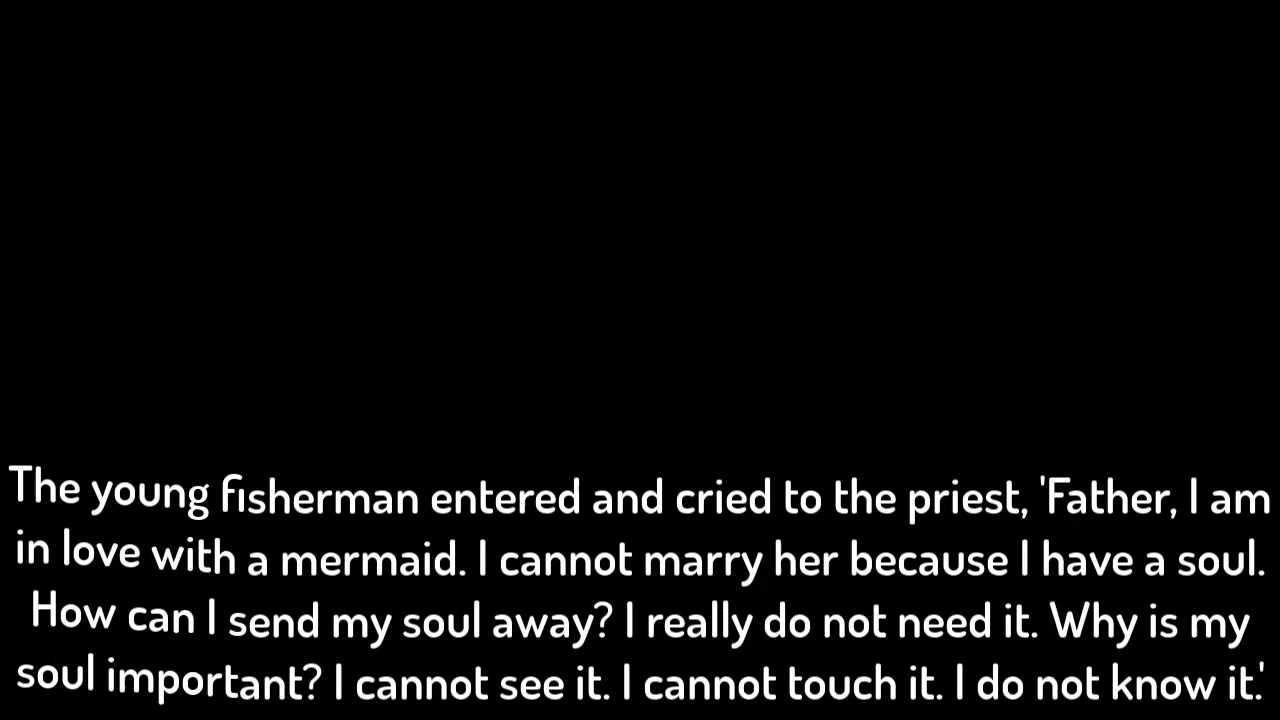 The young fisherman entered and cried to the priest, 'Father, I am
in love with a mermaid. I cannot marry her because I have a soul.
How can I send my soul away? I really do not need it. Why is my
soul important? I cannot see it. I cannot touch it. I do not know it.'